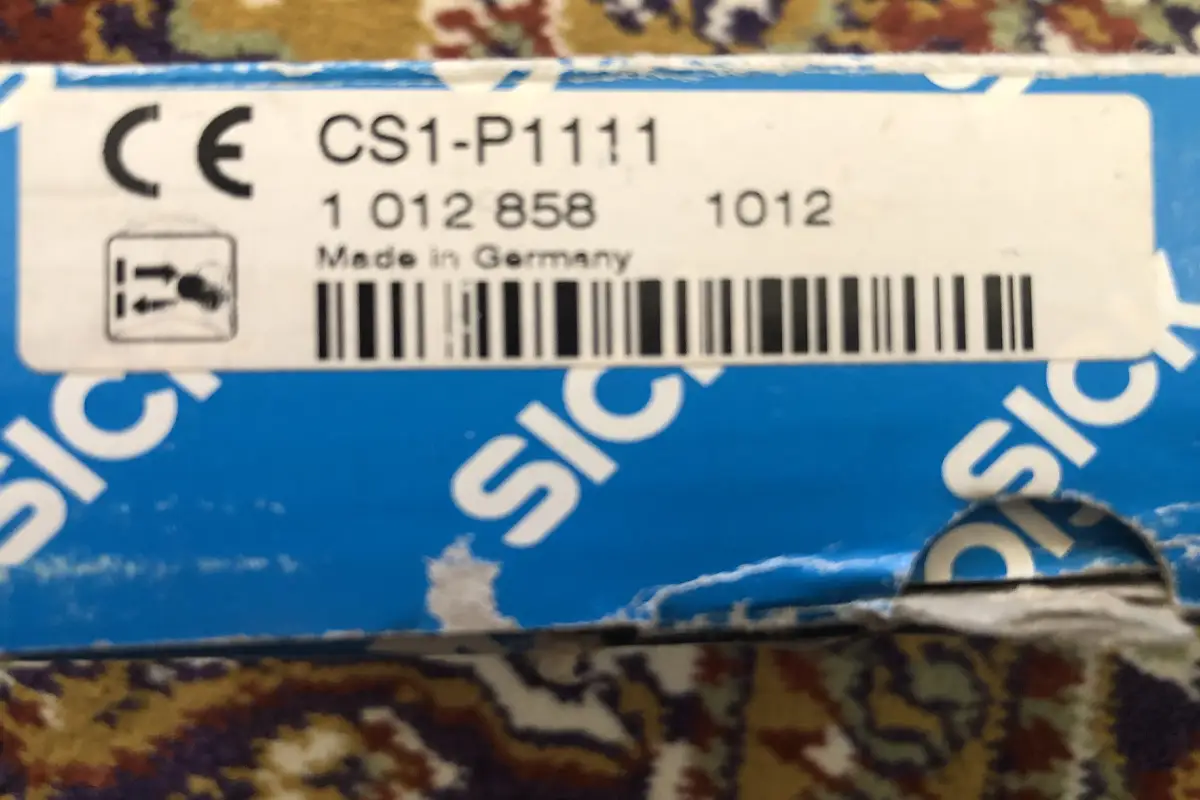 CE
CS1-P1111
1 012 858 1012
Made in Germany
SICK
SICK
SICK